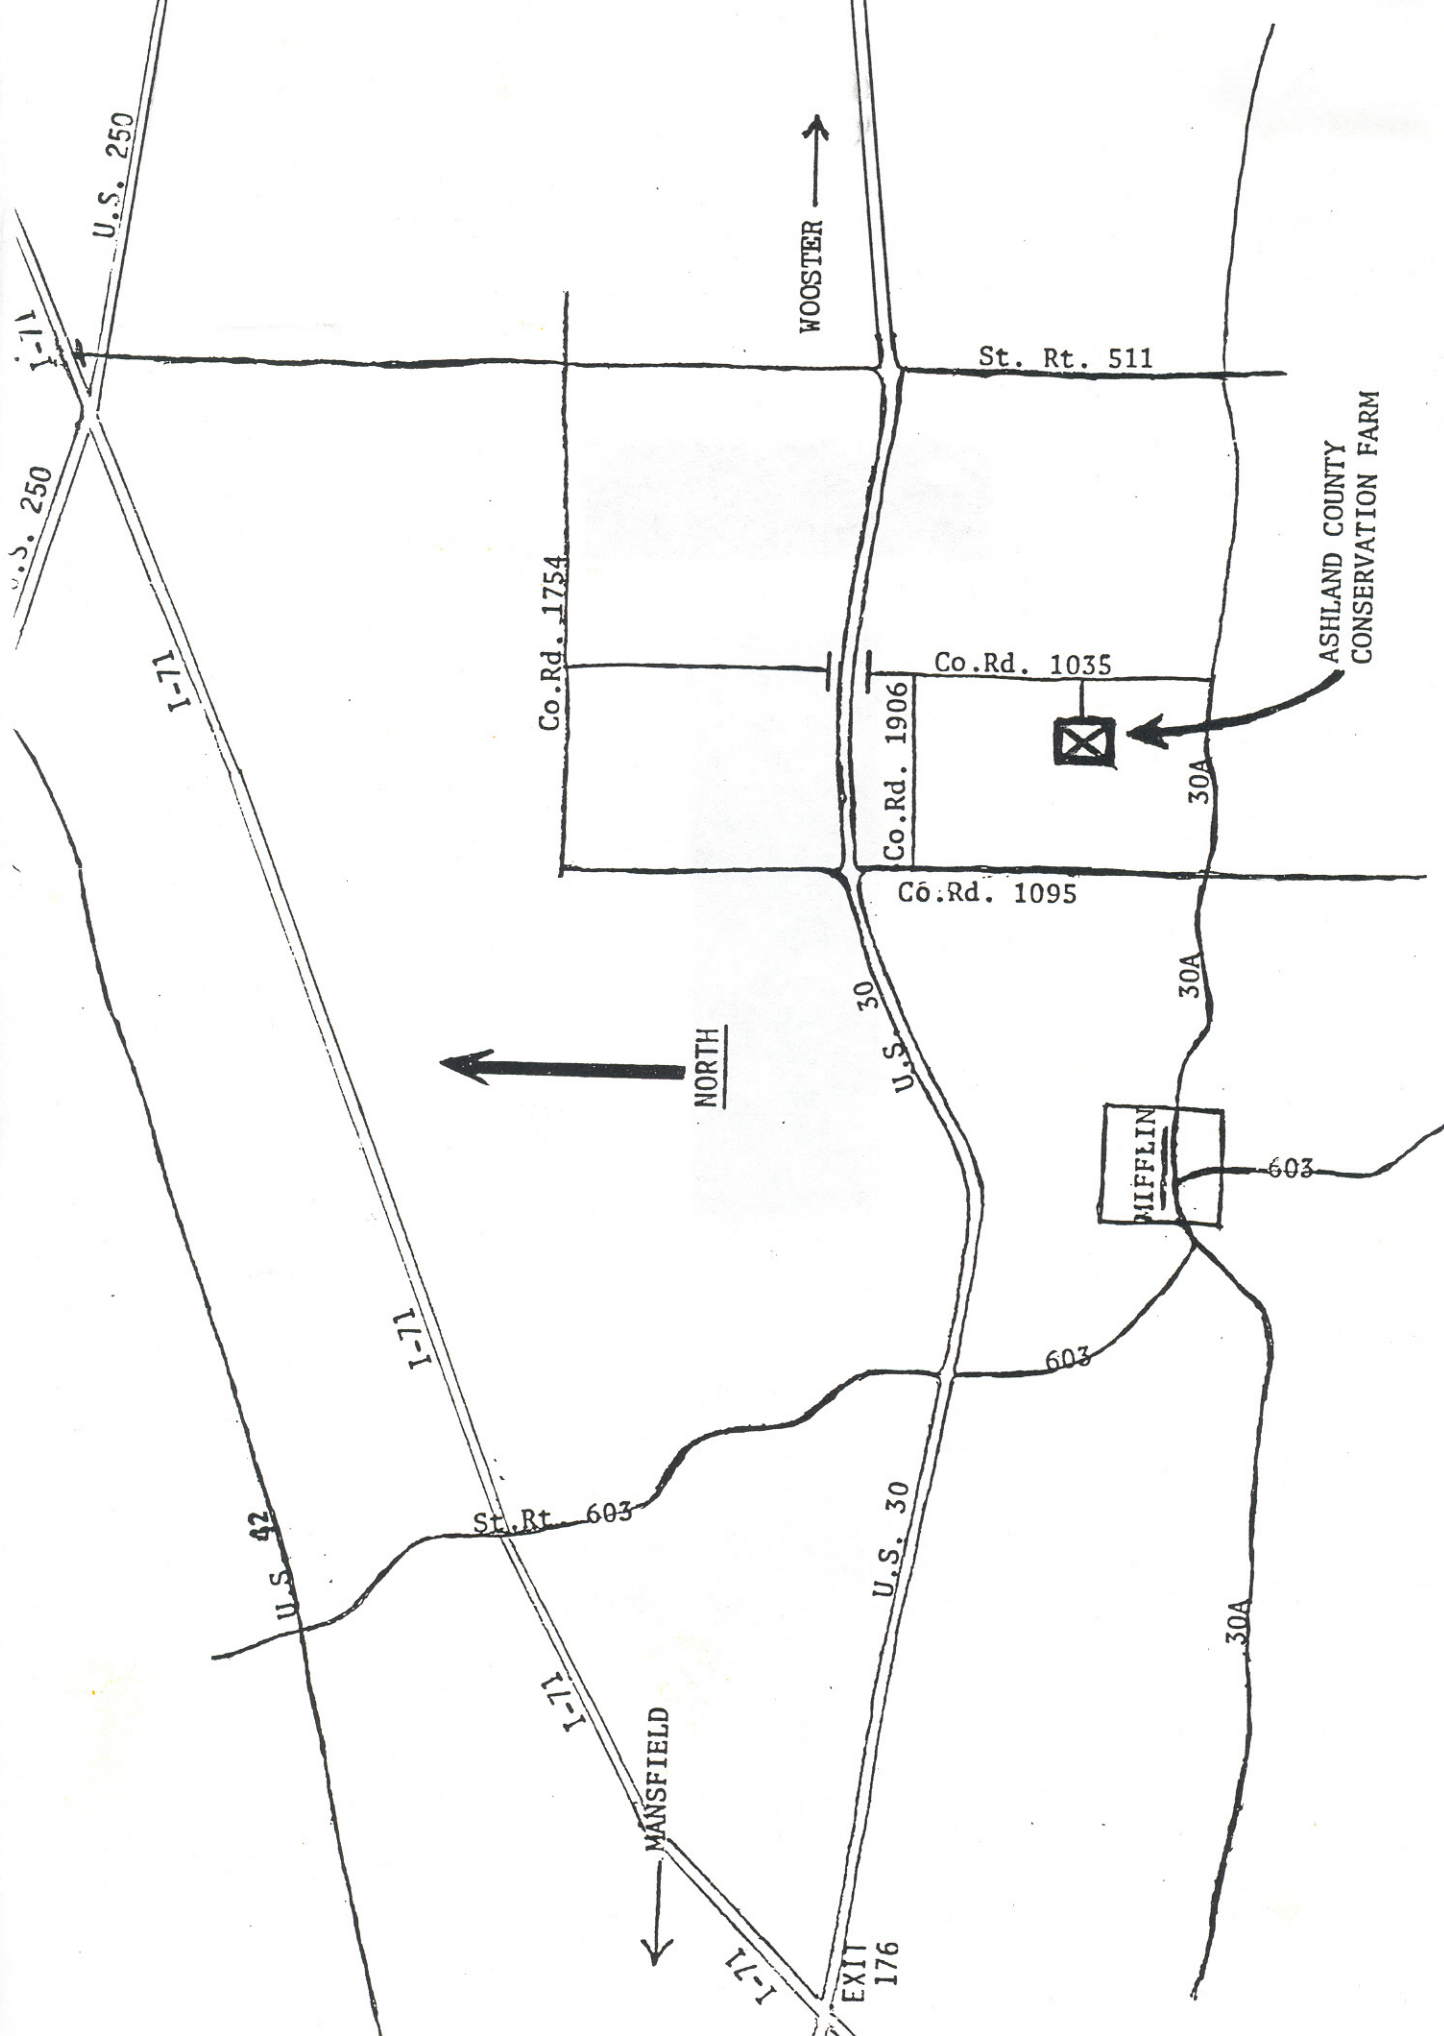 I-71
U.S. 250
U.S. 250
I-71
I-71
I-71
I-71
U.S. 42
St.Rt. 603
MANSFIELD
EXIT
176
U.S. 30
603
U.S. 30
NORTH
Co.Rd. 1754
WOOSTER
St. Rt. 511
Co.Rd. 1035
Co.Rd. 1906
Co.Rd. 1095
ASHLAND COUNTY
CONSERVATION FARM
30A
30A
MIFFLIN
603
30A